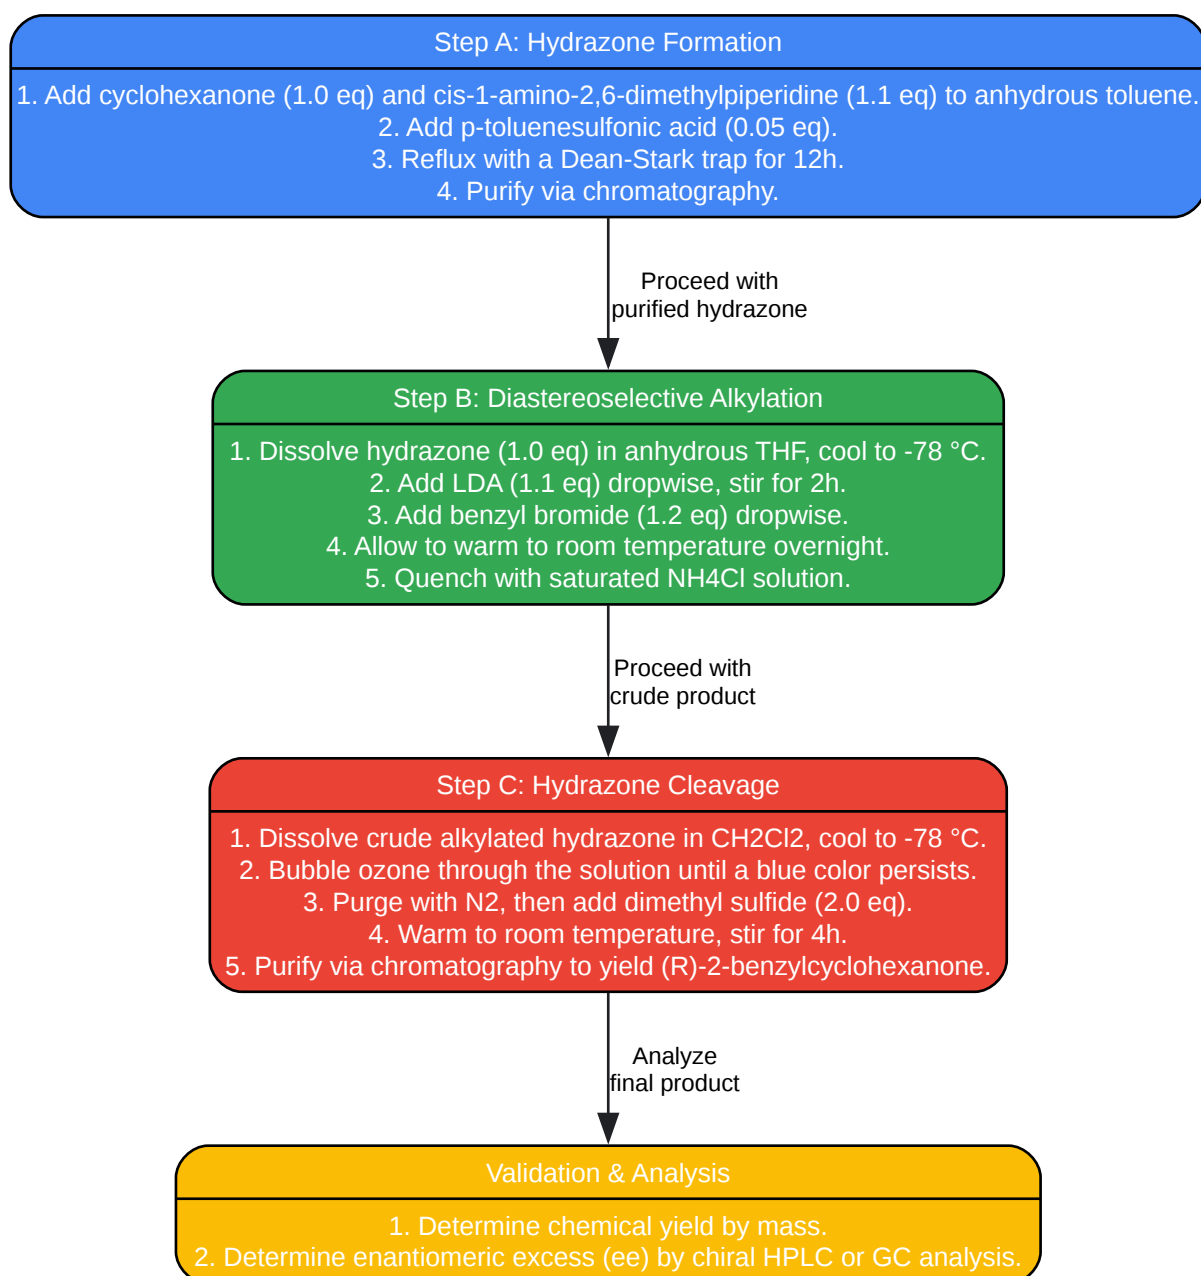 Step A: Hydrazone Formation
1. Add cyclohexanone (1.0 eq) and cis-1-amino-2,6-dimethylpiperidine (1.1 eq) to anhydrous toluene.
2. Add p-toluenesulfonic acid (0.05 eq).
3. Reflux with a Dean-Stark trap for 12h.
4. Purify via chromatography.
Proceed with
purified hydrazone
Step B: Diastereoselective Alkylation
1. Dissolve hydrazone (1.0 eq) in anhydrous THF, cool to -78 °C.
2. Add LDA (1.1 eq) dropwise, stir for 2h.
3. Add benzyl bromide (1.2 eq) dropwise.
4. Allow to warm to room temperature overnight.
5. Quench with saturated NH4Cl solution.
Proceed with
crude product
Step C: Hydrazone Cleavage
1. Dissolve crude alkylated hydrazone in CH2Cl2, cool to -78 °C.
2. Bubble ozone through the solution until a blue color persists.
3. Purge with N2, then add dimethyl sulfide (2.0 eq).
4. Warm to room temperature, stir for 4h.
5. Purify via chromatography to yield (R)-2-benzylcyclohexanone.
Analyze
final product
Validation & Analysis
1. Determine chemical yield by mass.
2. Determine enantiomeric excess (ee) by chiral HPLC or GC analysis.